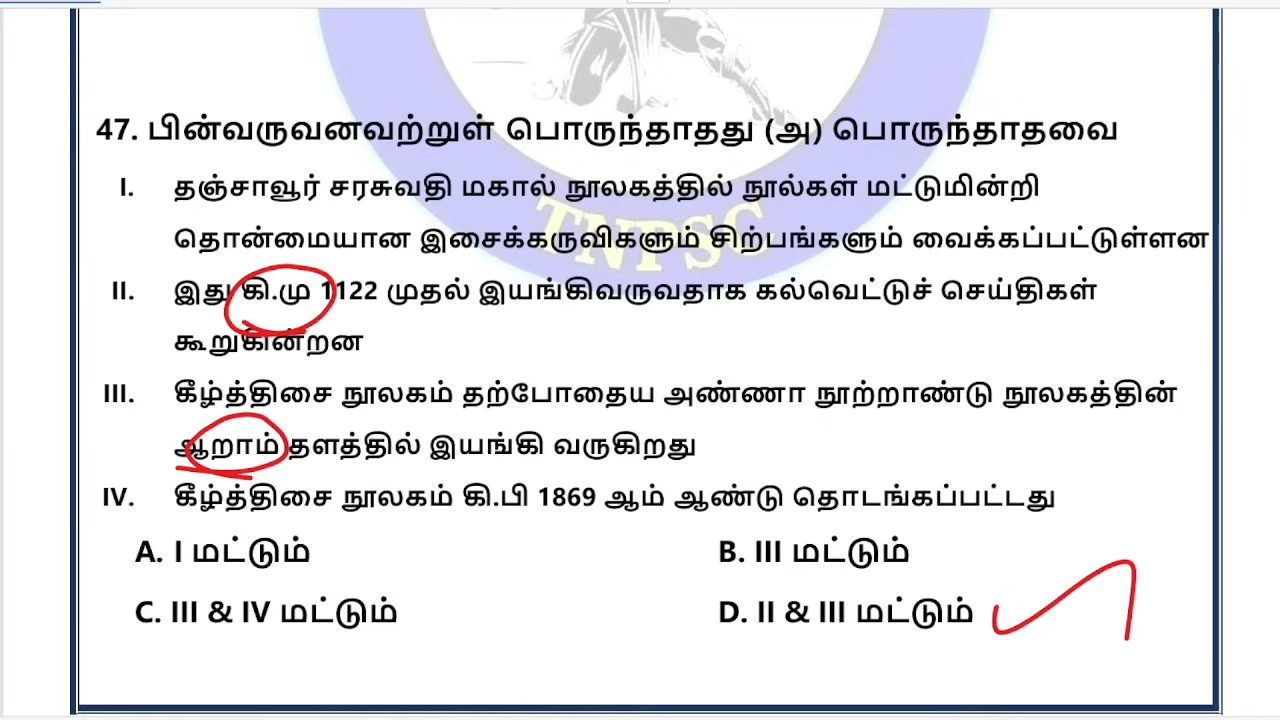 47. பின்வருவனவற்றுள் பொருந்தாதது (அ) பொருந்தாதவை
I. தஞ்சாவூர் சரசுவதி மகால் நூலகத்தில் நூல்கள் மட்டுமின்றி
தொன்மையான இசைக்கருவிகளும் சிற்பங்களும் வைக்கப்பட்டுள்ளன
TNPSC
II. இது கி.மு 1122 முதல் இயங்கிவருவதாக கல்வெட்டுச் செய்திகள்
கூறுகின்றன
III. கீழ்த்திசை நூலகம் தற்போதைய அண்ணா நூற்றாண்டு நூலகத்தின்
ஆறாம் தளத்தில் இயங்கி வருகிறது
IV. கீழ்த்திசை நூலகம் கி.பி 1869 ஆம் ஆண்டு தொடங்கப்பட்டது
A. I மட்டும் B. III மட்டும்
C. III & IV மட்டும் D. II & III மட்டும்